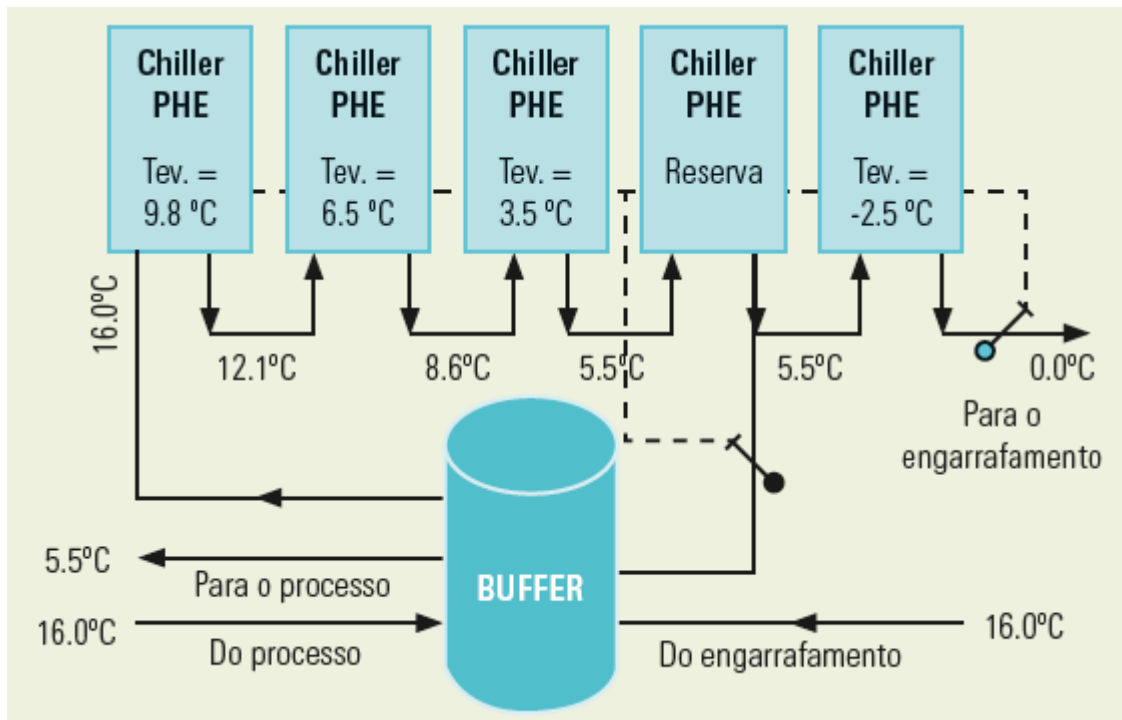 Chiller
PHE
Tev. =
9.8 ºC
Chiller
PHE
Tev. =
6.5 ºC
Chiller
PHE
Tev. =
3.5 ºC
Chiller
PHE
Reserva
Chiller
PHE
Tev. =
-2.5 ºC
16.0ºC
12.1ºC
8.6ºC
5.5ºC
5.5ºC
0.0ºC
Para o
engarrafamento
5.5ºC
Para o processo
16.0ºC
Do processo
BUFFER
16.0ºC
Do engarrafamento